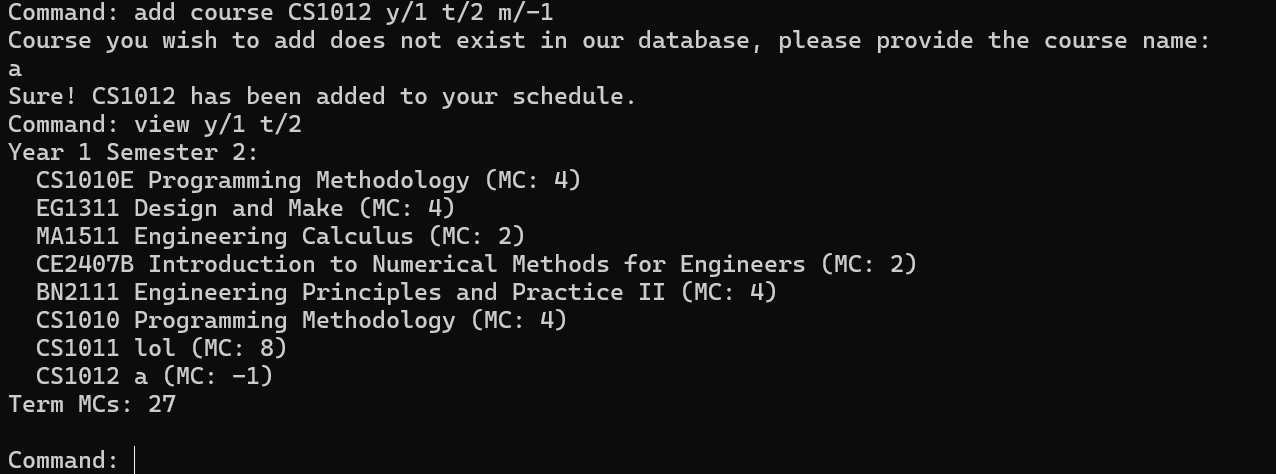 Command: add course CS1012 y/1 t/2 m/-1
Course you wish to add does not exist in our database, please provide the course name:
a
Sure! CS1012 has been added to your schedule.
Command: view y/1 t/2
Year 1 Semester 2:
  CS1010E Programming Methodology (MC: 4)
  EG1311 Design and Make (MC: 4)
  MA1511 Engineering Calculus (MC: 2)
  CE2407B Introduction to Numerical Methods for Engineers (MC: 2)
  BN2111 Engineering Principles and Practice II (MC: 4)
  CS1010 Programming Methodology (MC: 4)
  CS1011 lol (MC: 8)
  CS1012 a (MC: -1)
Term MCs: 27
Command: